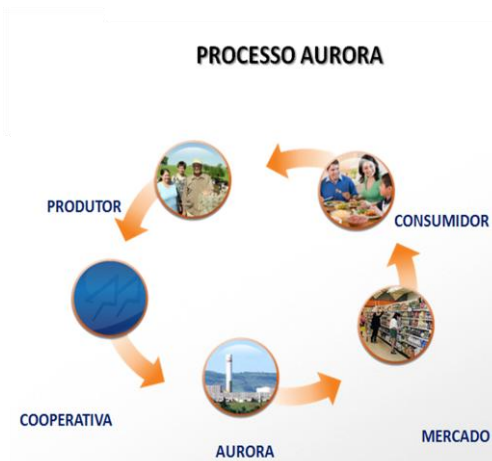 PROCESSO AURORA
PRODUTOR
CONSUMIDOR
COOPERATIVA
MERCADO
AURORA